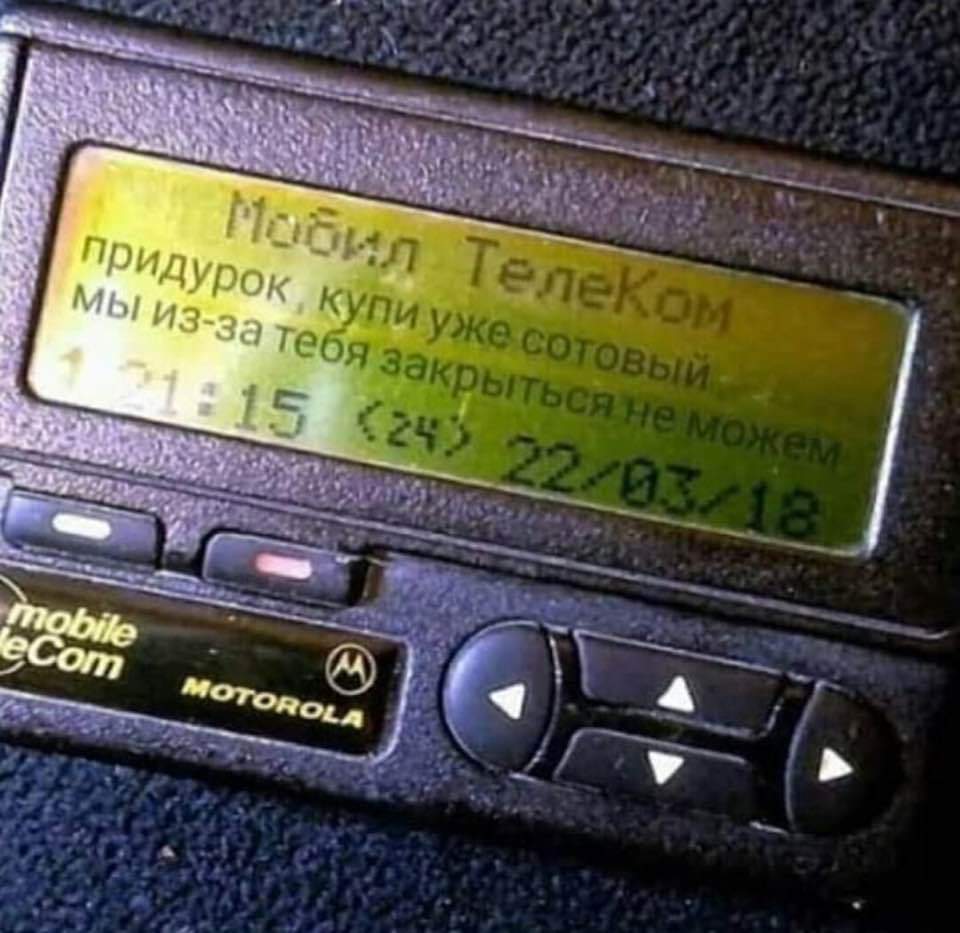 Мобил ТелеКом
придурок, купи уже сотовый
мы из-за тебя закрыться не можем
1 21:15 (24) 22/03/18
mobile
leCom
MOTOROLA